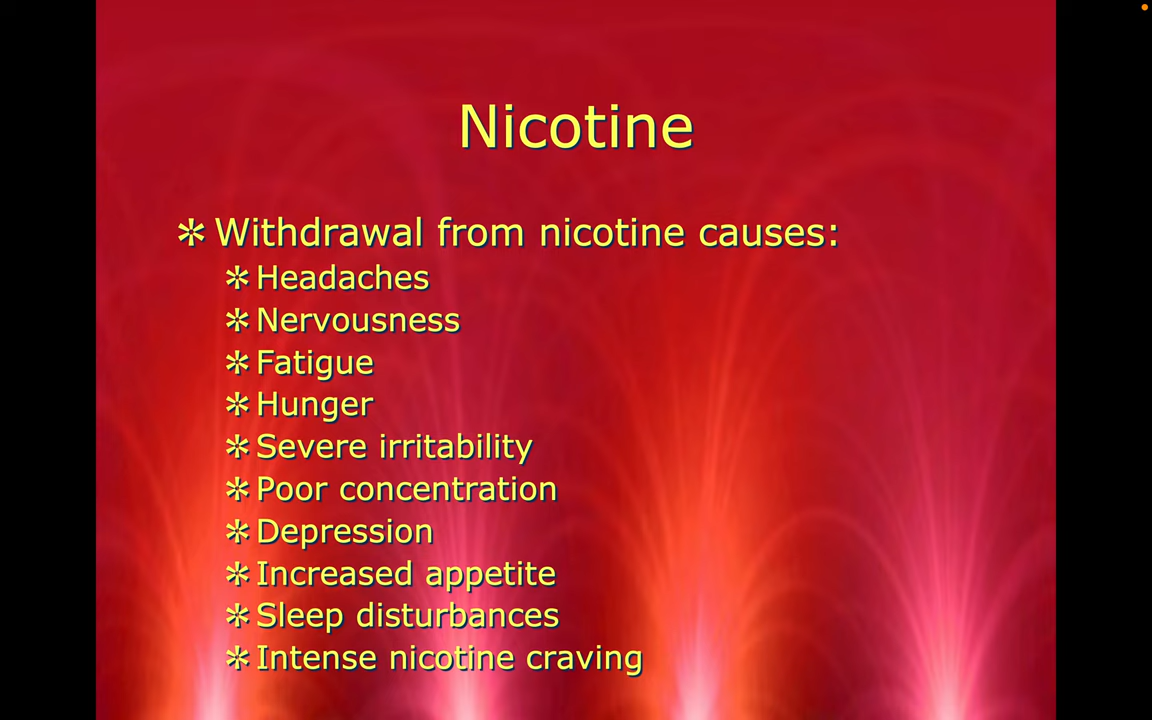 Nicotine
✲ Withdrawal from nicotine causes:
✲ Headaches
✲ Nervousness
✲ Fatigue
✲ Hunger
✲ Severe irritability
✲ Poor concentration
✲ Depression
✲ Increased appetite
✲ Sleep disturbances
✲ Intense nicotine craving